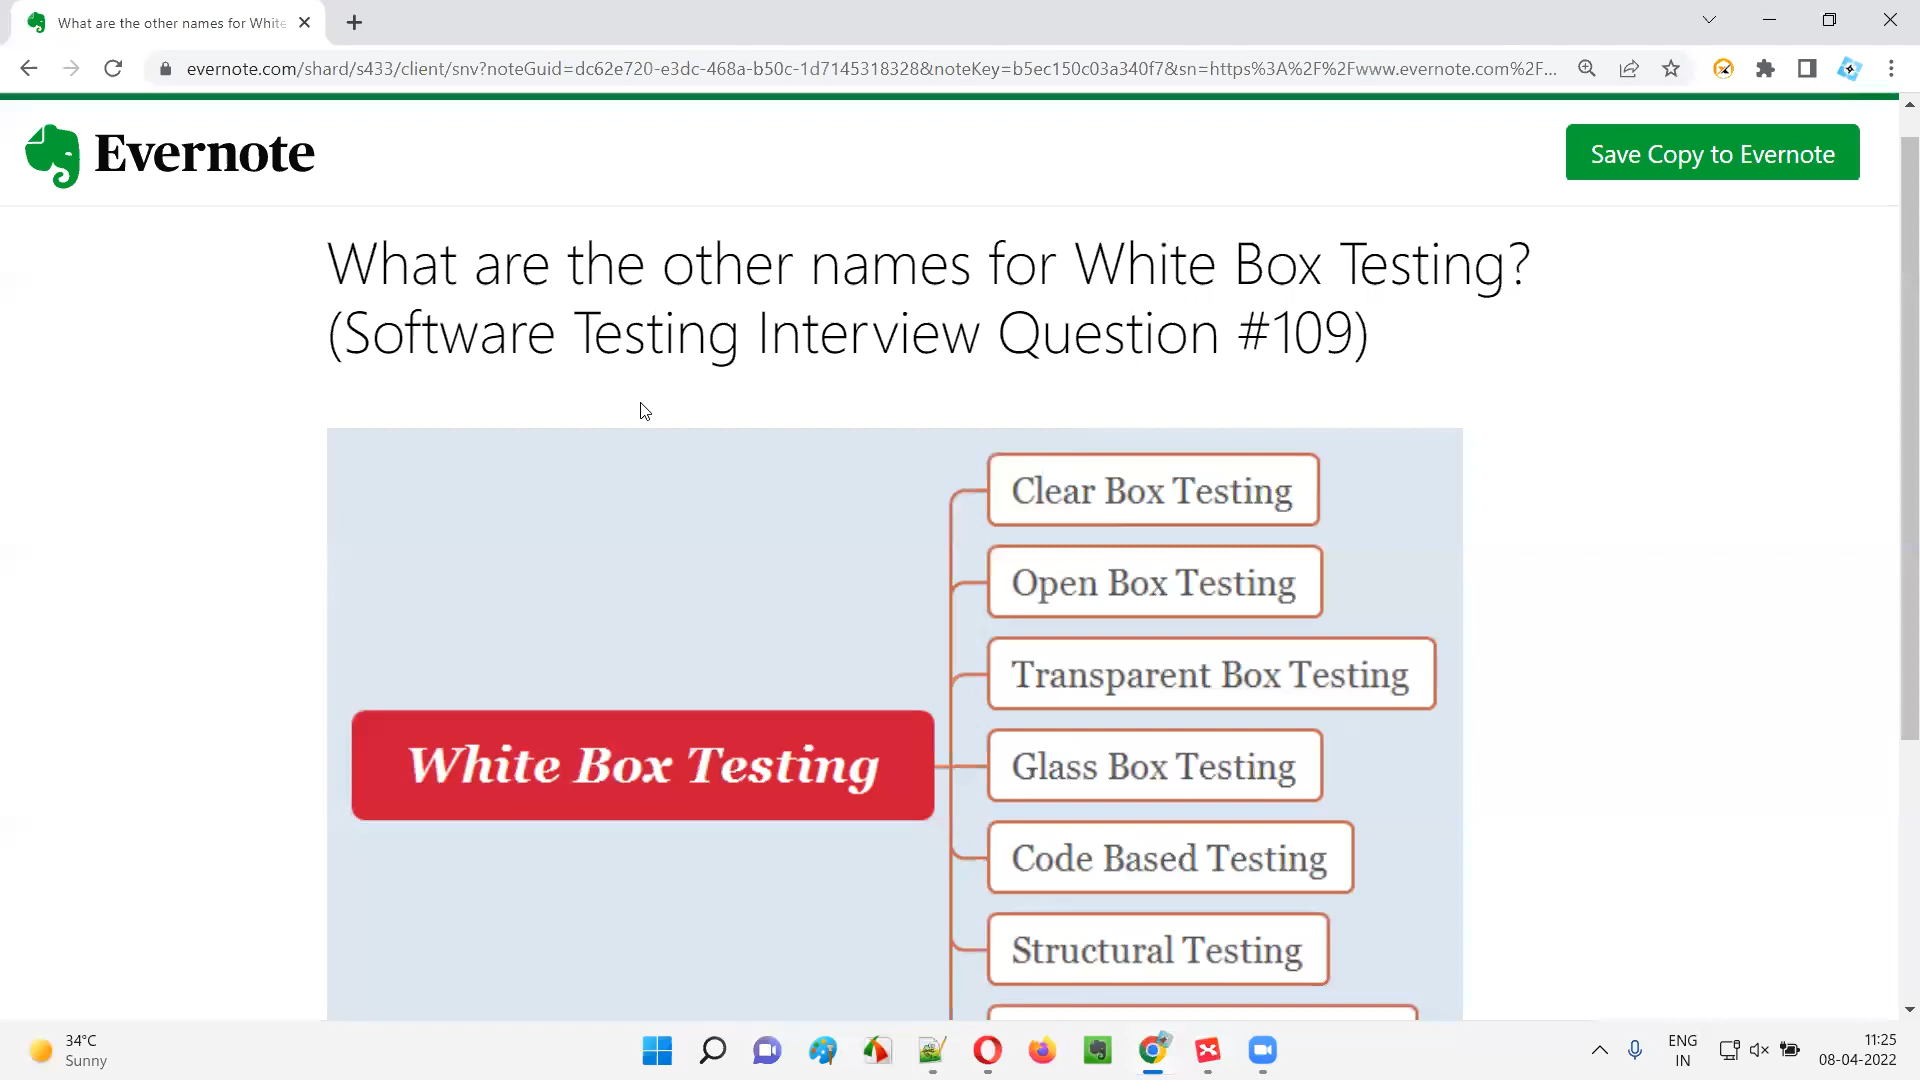 What are the other names for White
evernote.com/shard/s433/client/snv?noteGuid=dc62e720-e3dc-468a-b50c-1d7145318328&noteKey=b5ec150c03a340f7&sn=https%3A%2F%2Fwww.evernote.com%2F...
Evernote
Save Copy to Evernote
What are the other names for White Box Testing?
(Software Testing Interview Question #109)
Clear Box Testing
Open Box Testing
Transparent Box Testing
White Box Testing
Glass Box Testing
Code Based Testing
Structural Testing
34°C
Sunny
ENG
IN
11:25
08-04-2022